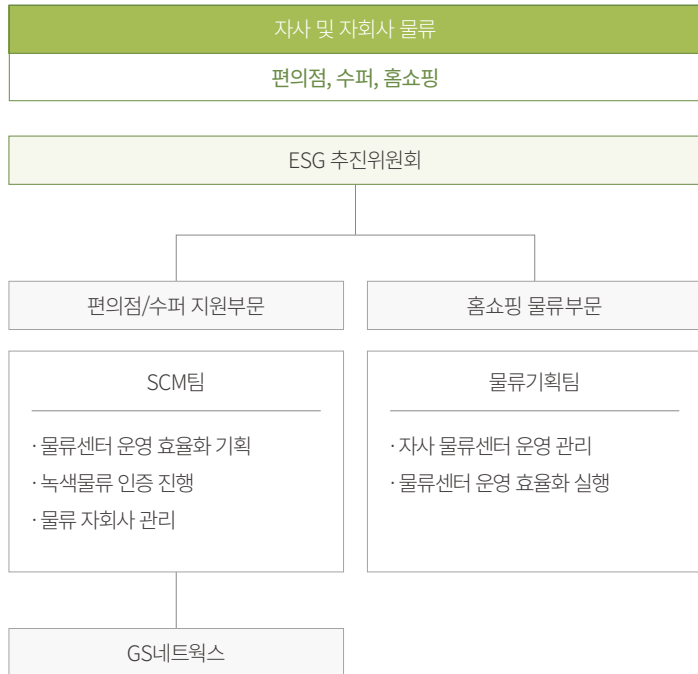 자사 및 자회사 물류
편의점, 수퍼, 홈쇼핑
ESG 추진위원회
편의점/수퍼 지원부문
홈쇼핑 물류부문
SCM팀
· 물류센터 운영 효율화 기획
· 녹색물류 인증 진행
· 물류 자회사 관리
물류기획팀
· 자사 물류센터 운영 관리
· 물류센터 운영 효율화 실행
GS네트웍스